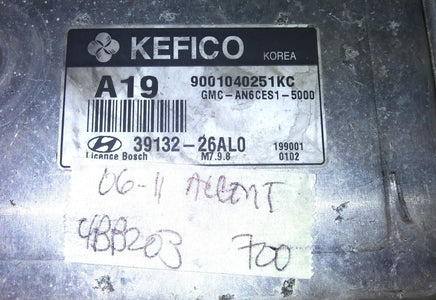 KEFICO KOREA
A19 9001040251KC
GMC-AN6CES1-5000
39132-26AL0 199001
Licence Bosch M7.9.8 0102
06-11 ACCENT
4BB203 700